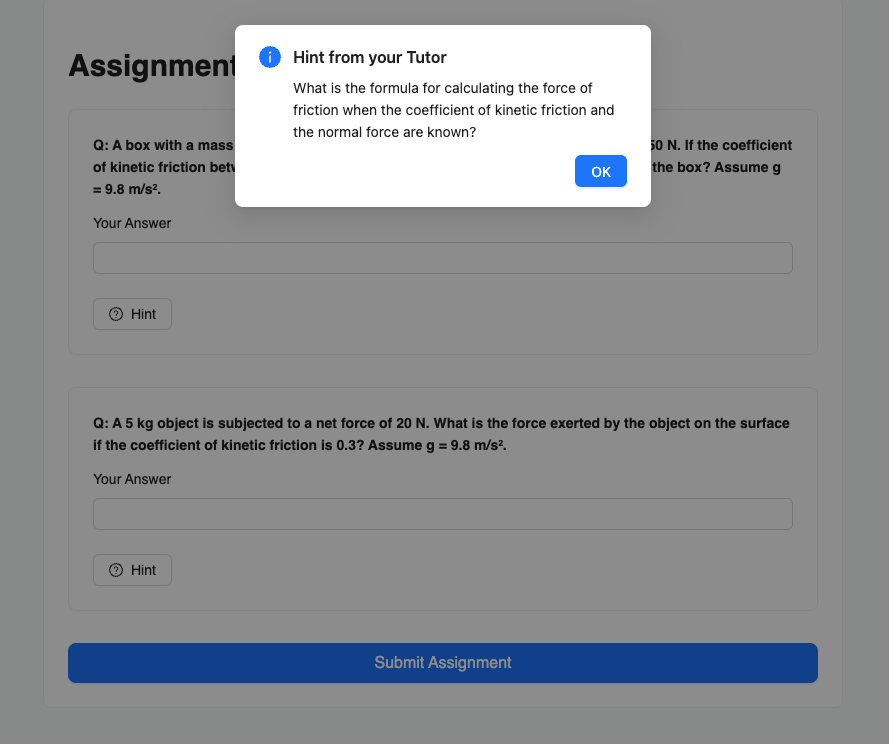 Assignment
Hint from your Tutor
What is the formula for calculating the force of
friction when the coefficient of kinetic friction and
the normal force are known?
OK
Q: A box with a mass 50 N. If the coefficient
of kinetic friction the box? Assume g
= 9.8 m/s².
Your Answer
Hint
Q: A 5 kg object is subjected to a net force of 20 N. What is the force exerted by the object on the surface
if the coefficient of kinetic friction is 0.3? Assume g = 9.8 m/s².
Your Answer
Hint
Submit Assignment